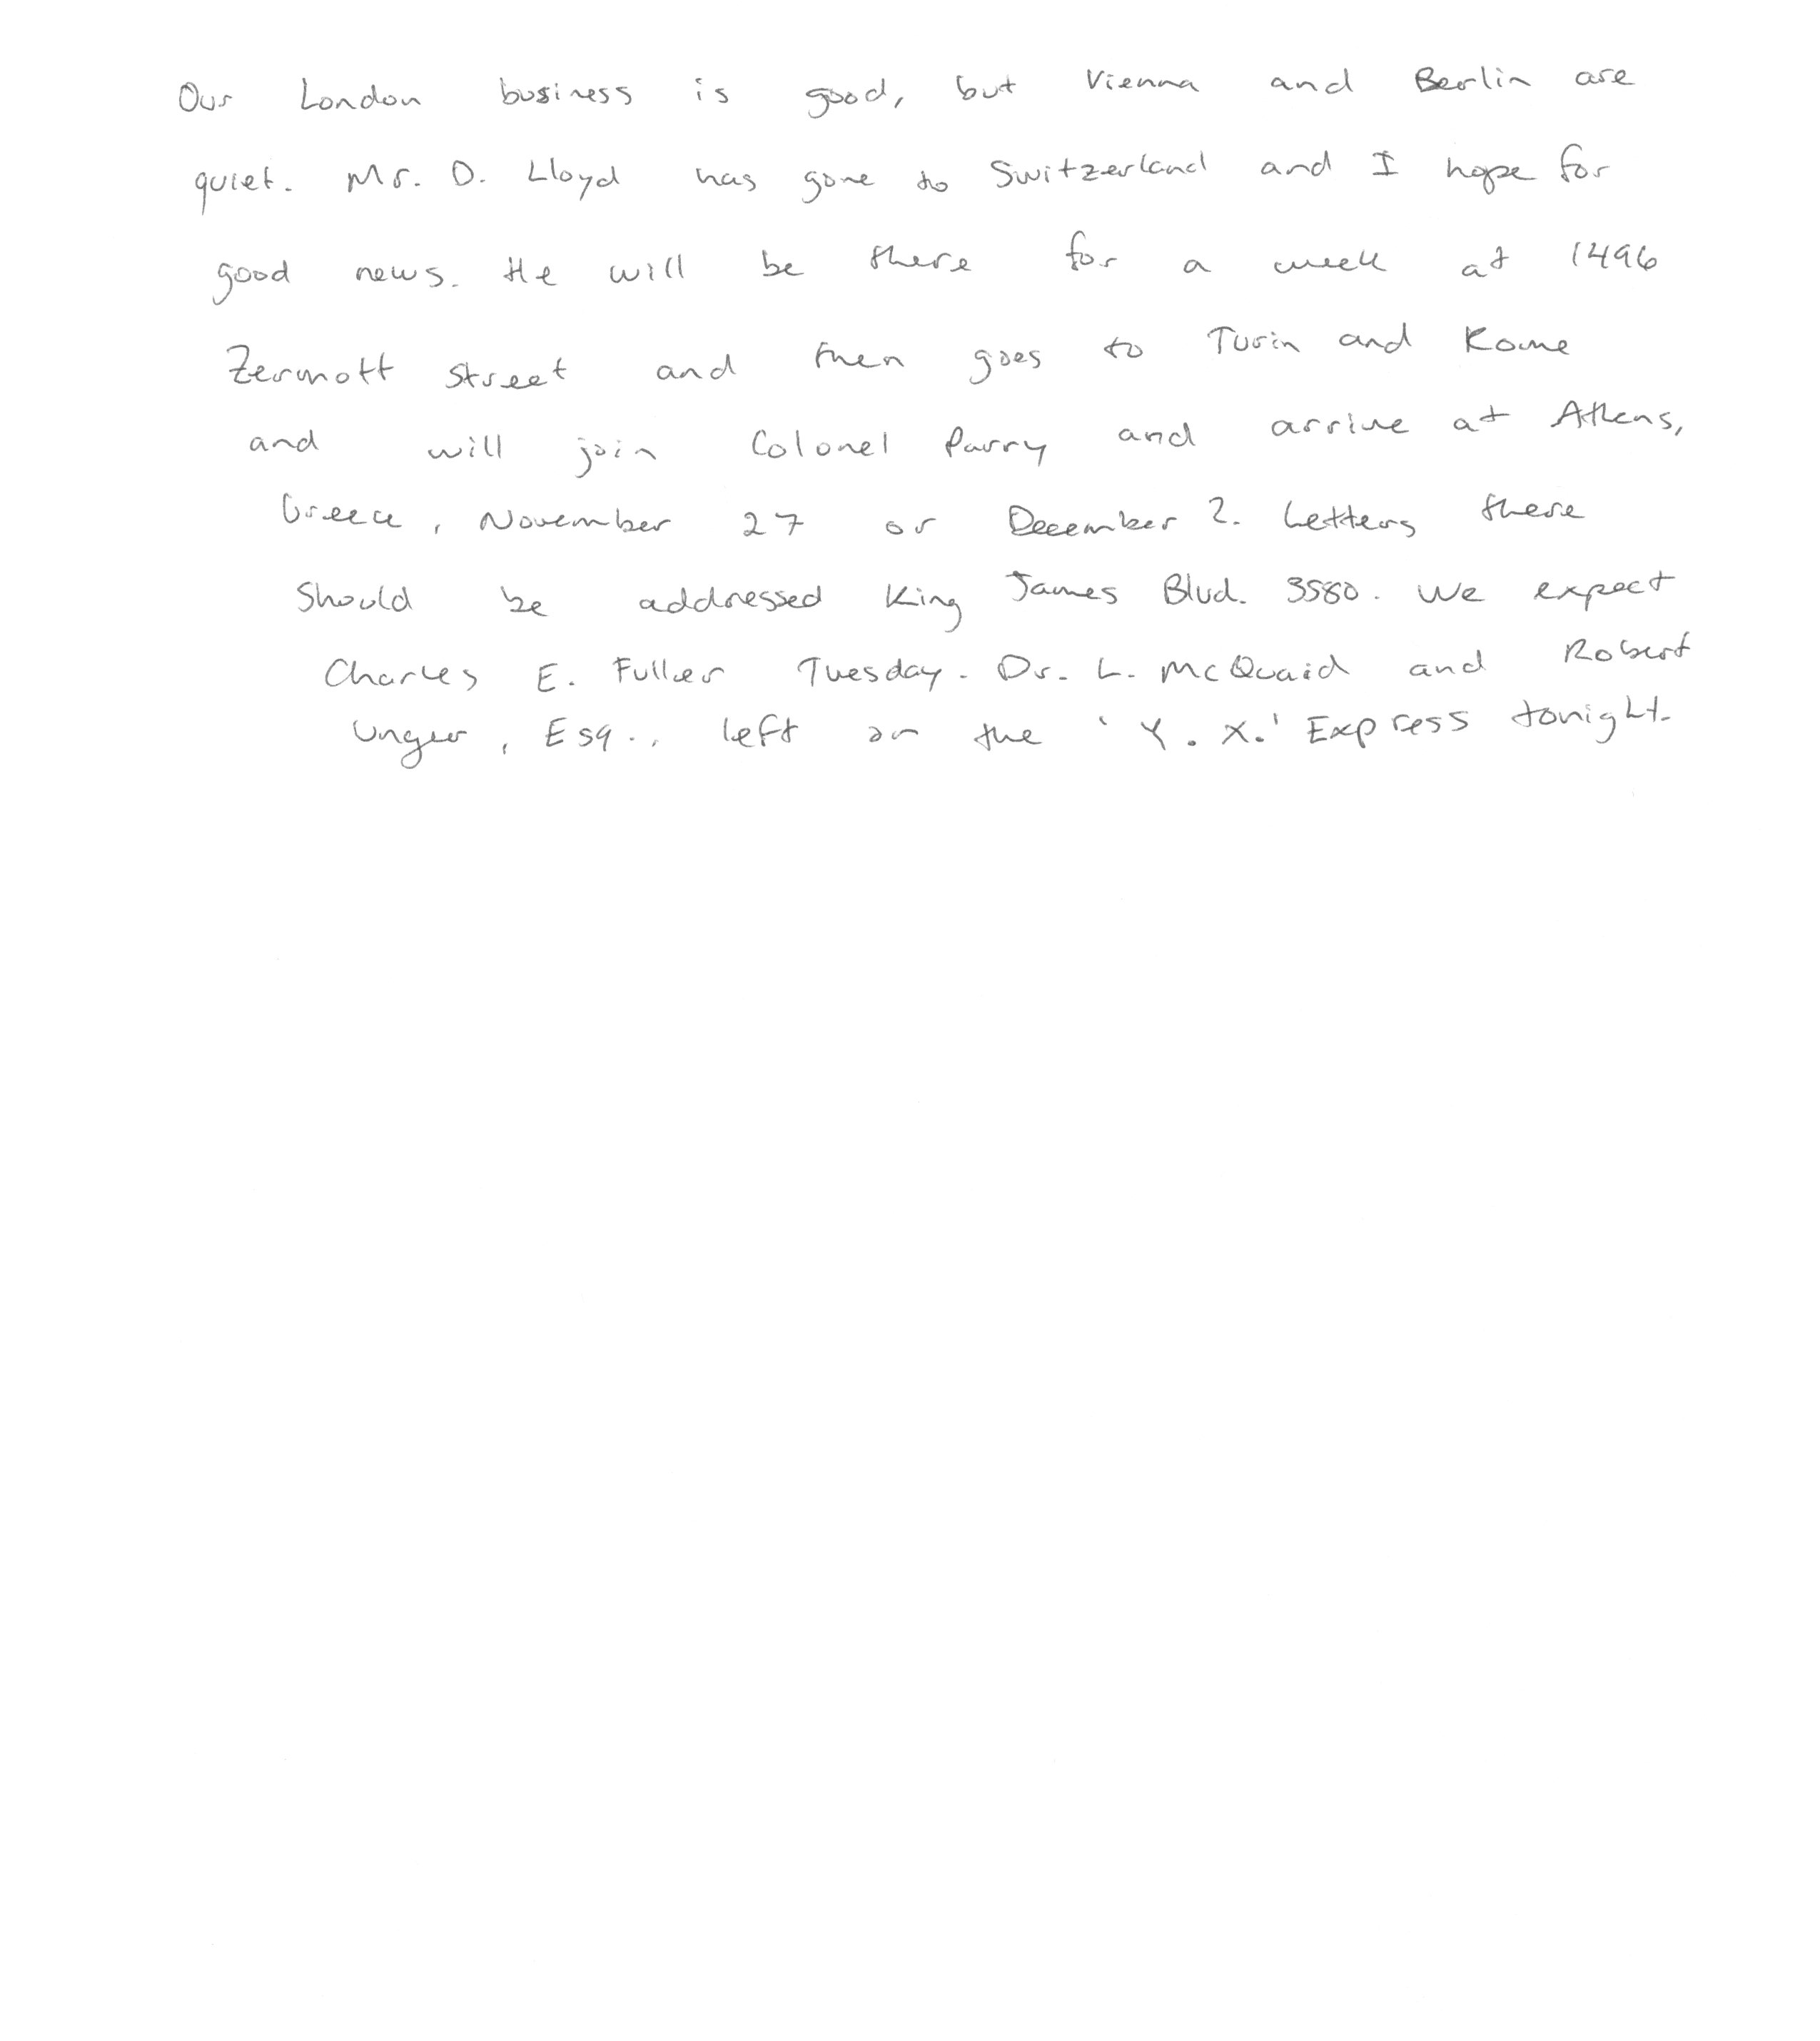 Our London business is good, but Vienna and Berlin are
quiet. Mr. D. Lloyd has gone to Switzerland and I hope for
good news. He will be there for a week at 1496
Zermott Street and then goes to Turin and Rome
and will join Colonel Parry and arrive at Athens,
Greece, November 27 or December 2. Letters there
should be addressed King James Blvd. 3580. We expect
Charles E. Fuller Tuesday. Dr. L. McQuaid and Robert
Unger, Esq., left on the 'Y. X.' Express tonight.